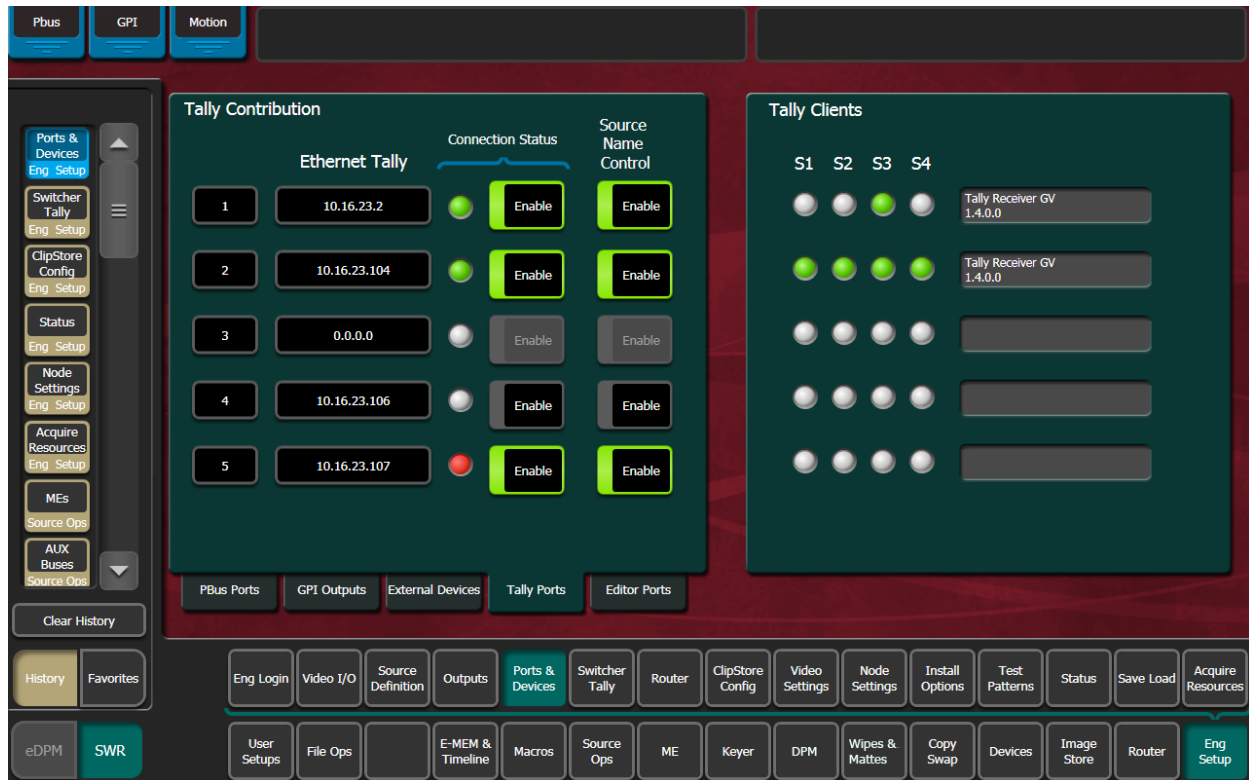 Pbus
GPI
Motion
Ports &
Devices
Eng Setup
Switcher
Tally
Eng Setup
ClipStore
Config
Eng Setup
Status
Eng Setup
Node
Settings
Eng Setup
Acquire
Resources
Eng Setup
MEs
Source Ops
AUX
Buses
Source Ops
Clear History
History
Favorites
eDPM
SWR
Tally Contribution
Ethernet Tally
Connection Status
Source
Name
Control
1
10.16.23.2
Enable
Enable
2
10.16.23.104
Enable
Enable
3
0.0.0.0
Enable
Enable
4
10.16.23.106
Enable
Enable
5
10.16.23.107
Enable
Enable
PBus Ports
GPI Outputs
External Devices
Tally Ports
Editor Ports
Tally Clients
S1 S2 S3 S4
Tally Receiver GV
1.4.0.0
Tally Receiver GV
1.4.0.0
Eng Login
Video I/O
Source
Definition
Outputs
Ports &
Devices
Switcher
Tally
Router
ClipStore
Config
Video
Settings
Node
Settings
Install
Options
Test
Patterns
Status
Save Load
Acquire
Resources
User
Setups
File Ops
E-MEM &
Timeline
Macros
Source
Ops
ME
Keyer
DPM
Wipes &
Mattes
Copy
Swap
Devices
Image
Store
Router
Eng
Setup